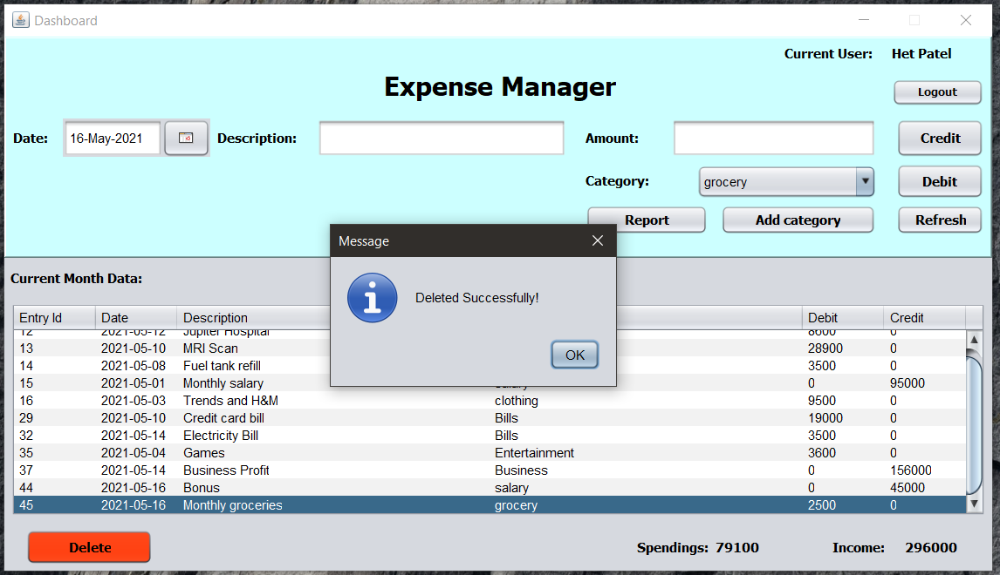 Dashboard
Current User: Het Patel
Expense Manager
Logout
Date: 16-May-2021 Description: Amount: Credit
Category: grocery Debit
Report Add category Refresh
Message
Deleted Successfully!
OK
Current Month Data:
Entry Id Date Description Debit Credit
12 2021-05-12 Jupiter Hospital 8600 0
13 2021-05-10 MRI Scan 28900 0
14 2021-05-08 Fuel tank refill 3500 0
15 2021-05-01 Monthly salary salary 0 95000
16 2021-05-03 Trends and H&M clothing 9500 0
29 2021-05-10 Credit card bill Bills 19000 0
32 2021-05-14 Electricity Bill Bills 3500 0
35 2021-05-04 Games Entertainment 3600 0
37 2021-05-14 Business Profit Business 0 156000
44 2021-05-16 Bonus salary 0 45000
45 2021-05-16 Monthly groceries grocery 2500 0
Delete Spendings: 79100 Income: 296000